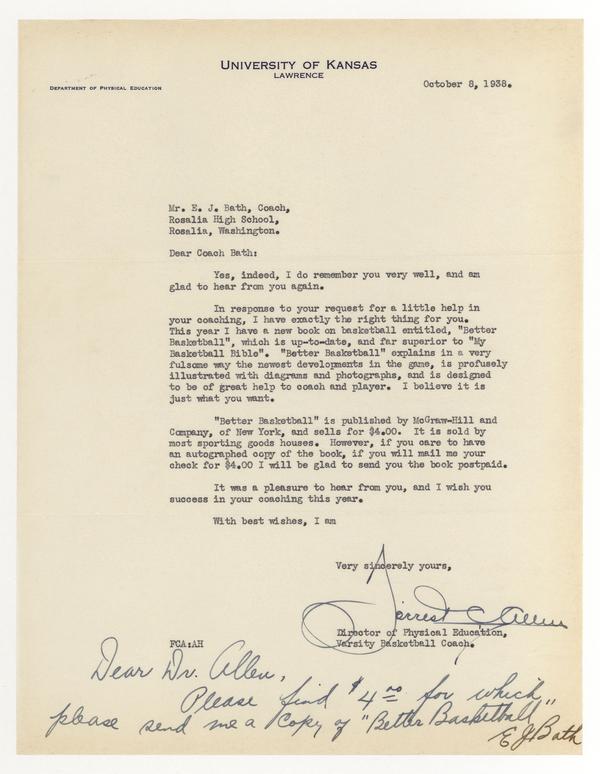 UNIVERSITY OF KANSAS
LAWRENCE
DEPARTMENT OF PHYSICAL EDUCATION
October 8, 1938.
Mr. E. J. Bath, Coach,
Rosalia High School,
Rosalia, Washington.
Dear Coach Bath:
Yes, indeed, I do remember you very well, and am
glad to hear from you again.
In response to your request for a little help in
your coaching, I have exactly the right thing for you.
This year I have a new book on basketball entitled, "Better
Basketball", which is up-to-date, and far superior to "My
Basketball Bible". "Better Basketball" explains in a very
fulsome way the newest developments in the game, is profusely
illustrated with diagrams and photographs, and is designed
to be of great help to coach and player. I believe it is
just what you want.
"Better Basketball" is published by McGraw-Hill and
Company, of New York, and sells for $4.00. It is sold by
most sporting goods houses. However, if you care to have
an autographed copy of the book, if you will mail me your
check for $4.00 I will be glad to send you the book postpaid.
It was a pleasure to hear from you, and I wish you
success in your coaching this year.
With best wishes, I am
Very sincerely yours,
Forrest C. Allen
Director of Physical Education,
Varsity Basketball Coach.
FCA:AH
Dear Dr. Allen,
Please find $4.00 for which
please send me a copy of "Better Basketball"
E J Bath